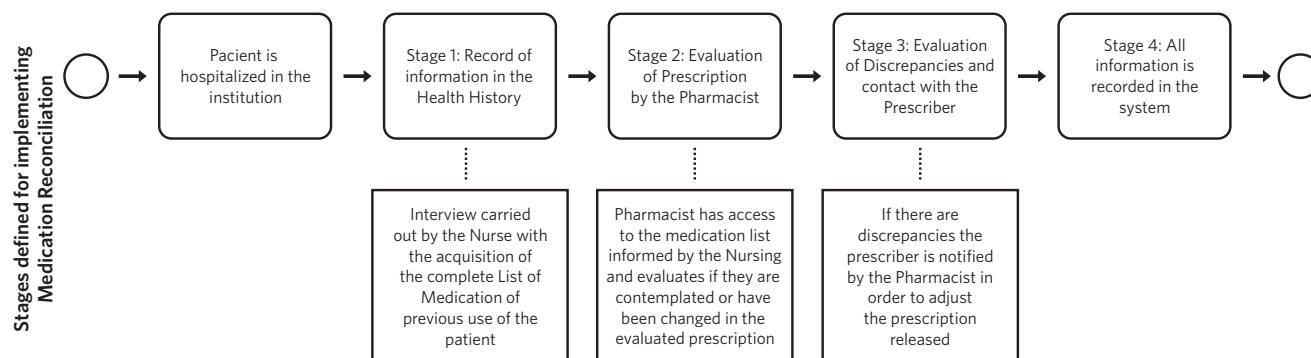 Stages defined for implementing
Medication Reconciliation
Pacient is
hospitalized in the
institution
Stage 1: Record of
information in the
Health History
Stage 2: Evaluation
of Prescription
by the Pharmacist
Stage 3: Evaluation
of Discrepancies and
contact with the
Prescriber
Stage 4: All
information is
recorded in the
system
Interview carried
out by the Nurse with
the acquisition of
the complete List of
Medication of
previous use of the
patient
Pharmacist has access
to the medication list
informed by the Nursing
and evaluates if they are
contemplated or have
been changed in the
evaluated prescription
If there are
discrepancies the
prescriber is notified
by the Pharmacist in
order to adjust
the prescription
released